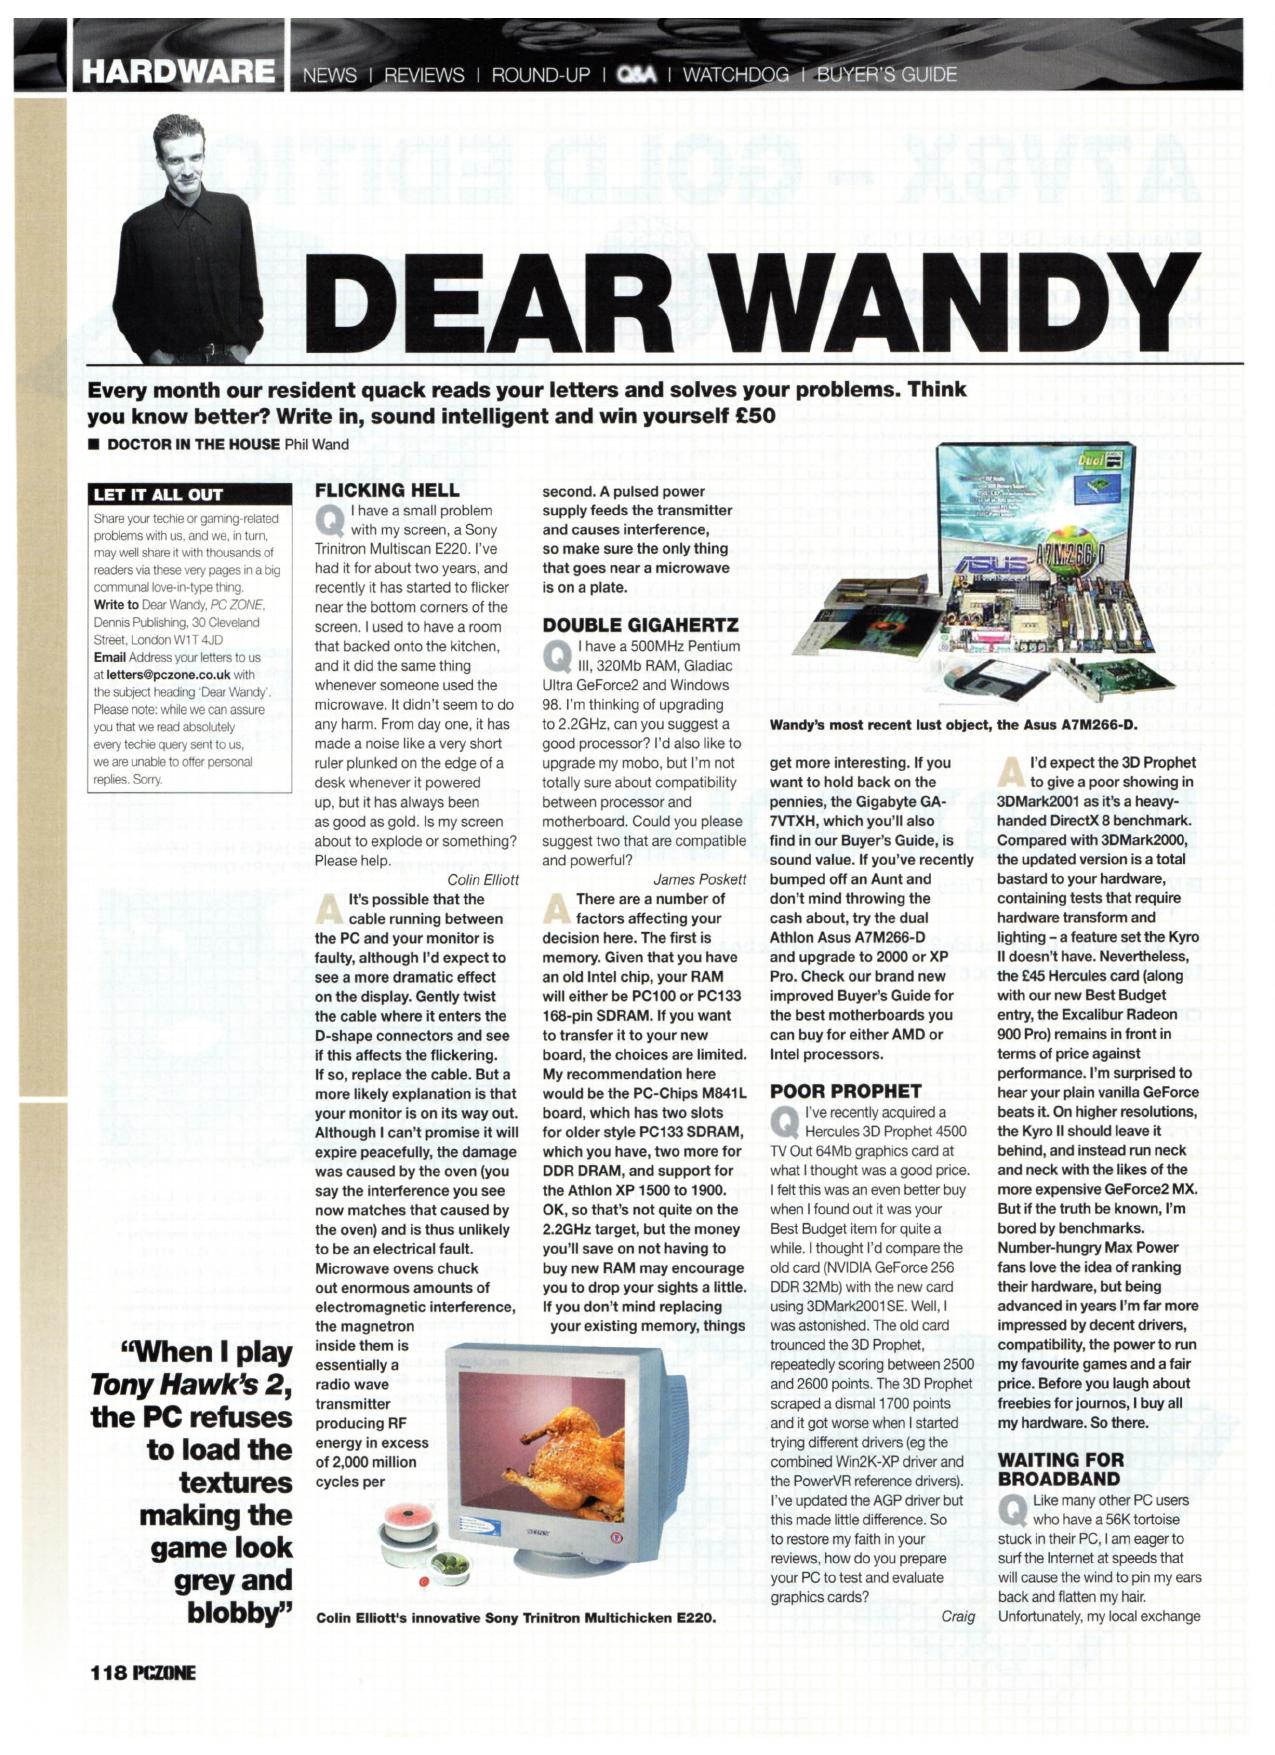 HARDWARE
NEWS | REVIEWS | ROUND-UP | Q&A | WATCHDOG | BUYER'S GUIDE
DEAR WANDY
Every month our resident quack reads your letters and solves your problems. Think
you know better? Write in, sound intelligent and win yourself £50
■ DOCTOR IN THE HOUSE Phil Wand
LET IT ALL OUT
Share your techie or gaming-related
problems with us, and we, in turn,
may well share it with thousands of
readers via these very pages in a big
communal love-in-type thing.
Write to Dear Wandy, PC ZONE,
Dennis Publishing, 30 Cleveland
Street, London W1T 4JD
Email Address your letters to us
at letters@pczone.co.uk with
the subject heading 'Dear Wandy'.
Please note: while we can assure
you that we read absolutely
every techie query sent to us,
we are unable to offer personal
replies. Sorry.
"When I play
Tony Hawk's 2,
the PC refuses
to load the
textures
making the
game look
grey and
blobby"
FLICKING HELL
Q I have a small problem
with my screen, a Sony
Trinitron Multiscan E220. I've
had it for about two years, and
recently it has started to flicker
near the bottom corners of the
screen. I used to have a room
that backed onto the kitchen,
and it did the same thing
whenever someone used the
microwave. It didn't seem to do
any harm. From day one, it has
made a noise like a very short
ruler plunked on the edge of a
desk whenever it powered
up, but it has always been
as good as gold. Is my screen
about to explode or something?
Please help.
Colin Elliott
A It's possible that the
cable running between
the PC and your monitor is
faulty, although I'd expect to
see a more dramatic effect
on the display. Gently twist
the cable where it enters the
D-shape connectors and see
if this affects the flickering.
If so, replace the cable. But a
more likely explanation is that
your monitor is on its way out.
Although I can't promise it will
expire peacefully, the damage
was caused by the oven (you
say the interference you see
now matches that caused by
the oven) and is thus unlikely
to be an electrical fault.
Microwave ovens chuck
out enormous amounts of
electromagnetic interference,
the magnetron
inside them is
essentially a
radio wave
transmitter
producing RF
energy in excess
of 2,000 million
cycles per
second. A pulsed power
supply feeds the transmitter
and causes interference,
so make sure the only thing
that goes near a microwave
is on a plate.
DOUBLE GIGAHERTZ
Q I have a 500MHz Pentium
III, 320Mb RAM, Gladiac
Ultra GeForce2 and Windows
98. I'm thinking of upgrading
to 2.2GHz, can you suggest a
good processor? I'd also like to
upgrade my mobo, but I'm not
totally sure about compatibility
between processor and
motherboard. Could you please
suggest two that are compatible
and powerful?
James Poskett
A There are a number of
factors affecting your
decision here. The first is
memory. Given that you have
an old Intel chip, your RAM
will either be PC100 or PC133
168-pin SDRAM. If you want
to transfer it to your new
board, the choices are limited.
My recommendation here
would be the PC-Chips M841L
board, which has two slots
for older style PC133 SDRAM,
which you have, two more for
DDR DRAM, and support for
the Athlon XP 1500 to 1900.
OK, so that's not quite on the
2.2GHz target, but the money
you'll save on not having to
buy new RAM may encourage
you to drop your sights a little.
If you don't mind replacing
your existing memory, things
Colin Elliott's innovative Sony Trinitron Multichicken E220.
Dual
ASUS
A7M266-D
Wandy's most recent lust object, the Asus A7M266-D.
get more interesting. If you
want to hold back on the
pennies, the Gigabyte GA-
7VTXH, which you'll also
find in our Buyer's Guide, is
sound value. If you've recently
bumped off an Aunt and
don't mind throwing the
cash about, try the dual
Athlon Asus A7M266-D
and upgrade to 2000 or XP
Pro. Check our brand new
improved Buyer's Guide for
the best motherboards you
can buy for either AMD or
Intel processors.
POOR PROPHET
Q I've recently acquired a
Hercules 3D Prophet 4500
TV Out 64Mb graphics card at
what I thought was a good price.
I felt this was an even better buy
when I found out it was your
Best Budget item for quite a
while. I thought I'd compare the
old card (NVIDIA GeForce 256
DDR 32Mb) with the new card
using 3DMark2001SE. Well, I
was astonished. The old card
trounced the 3D Prophet,
repeatedly scoring between 2500
and 2600 points. The 3D Prophet
scraped a dismal 1700 points
and it got worse when I started
trying different drivers (eg the
combined Win2K-XP driver and
the PowerVR reference drivers).
I've updated the AGP driver but
this made little difference. So
to restore my faith in your
reviews, how do you prepare
your PC to test and evaluate
graphics cards?
Craig
A I'd expect the 3D Prophet
to give a poor showing in
3DMark2001 as it's a heavy-
handed DirectX 8 benchmark.
Compared with 3DMark2000,
the updated version is a total
bastard to your hardware,
containing tests that require
hardware transform and
lighting – a feature set the Kyro
II doesn't have. Nevertheless,
the £45 Hercules card (along
with our new Best Budget
entry, the Excalibur Radeon
900 Pro) remains in front in
terms of price against
performance. I'm surprised to
hear your plain vanilla GeForce
beats it. On higher resolutions,
the Kyro II should leave it
behind, and instead run neck
and neck with the likes of the
more expensive GeForce2 MX.
But if the truth be known, I'm
bored by benchmarks.
Number-hungry Max Power
fans love the idea of ranking
their hardware, but being
advanced in years I'm far more
impressed by decent drivers,
compatibility, the power to run
my favourite games and a fair
price. Before you laugh about
freebies for journos, I buy all
my hardware. So there.
WAITING FOR
BROADBAND
Q Like many other PC users
who have a 56K tortoise
stuck in their PC, I am eager to
surf the Internet at speeds that
will cause the wind to pin my ears
back and flatten my hair.
Unfortunately, my local exchange
118 PCZONE